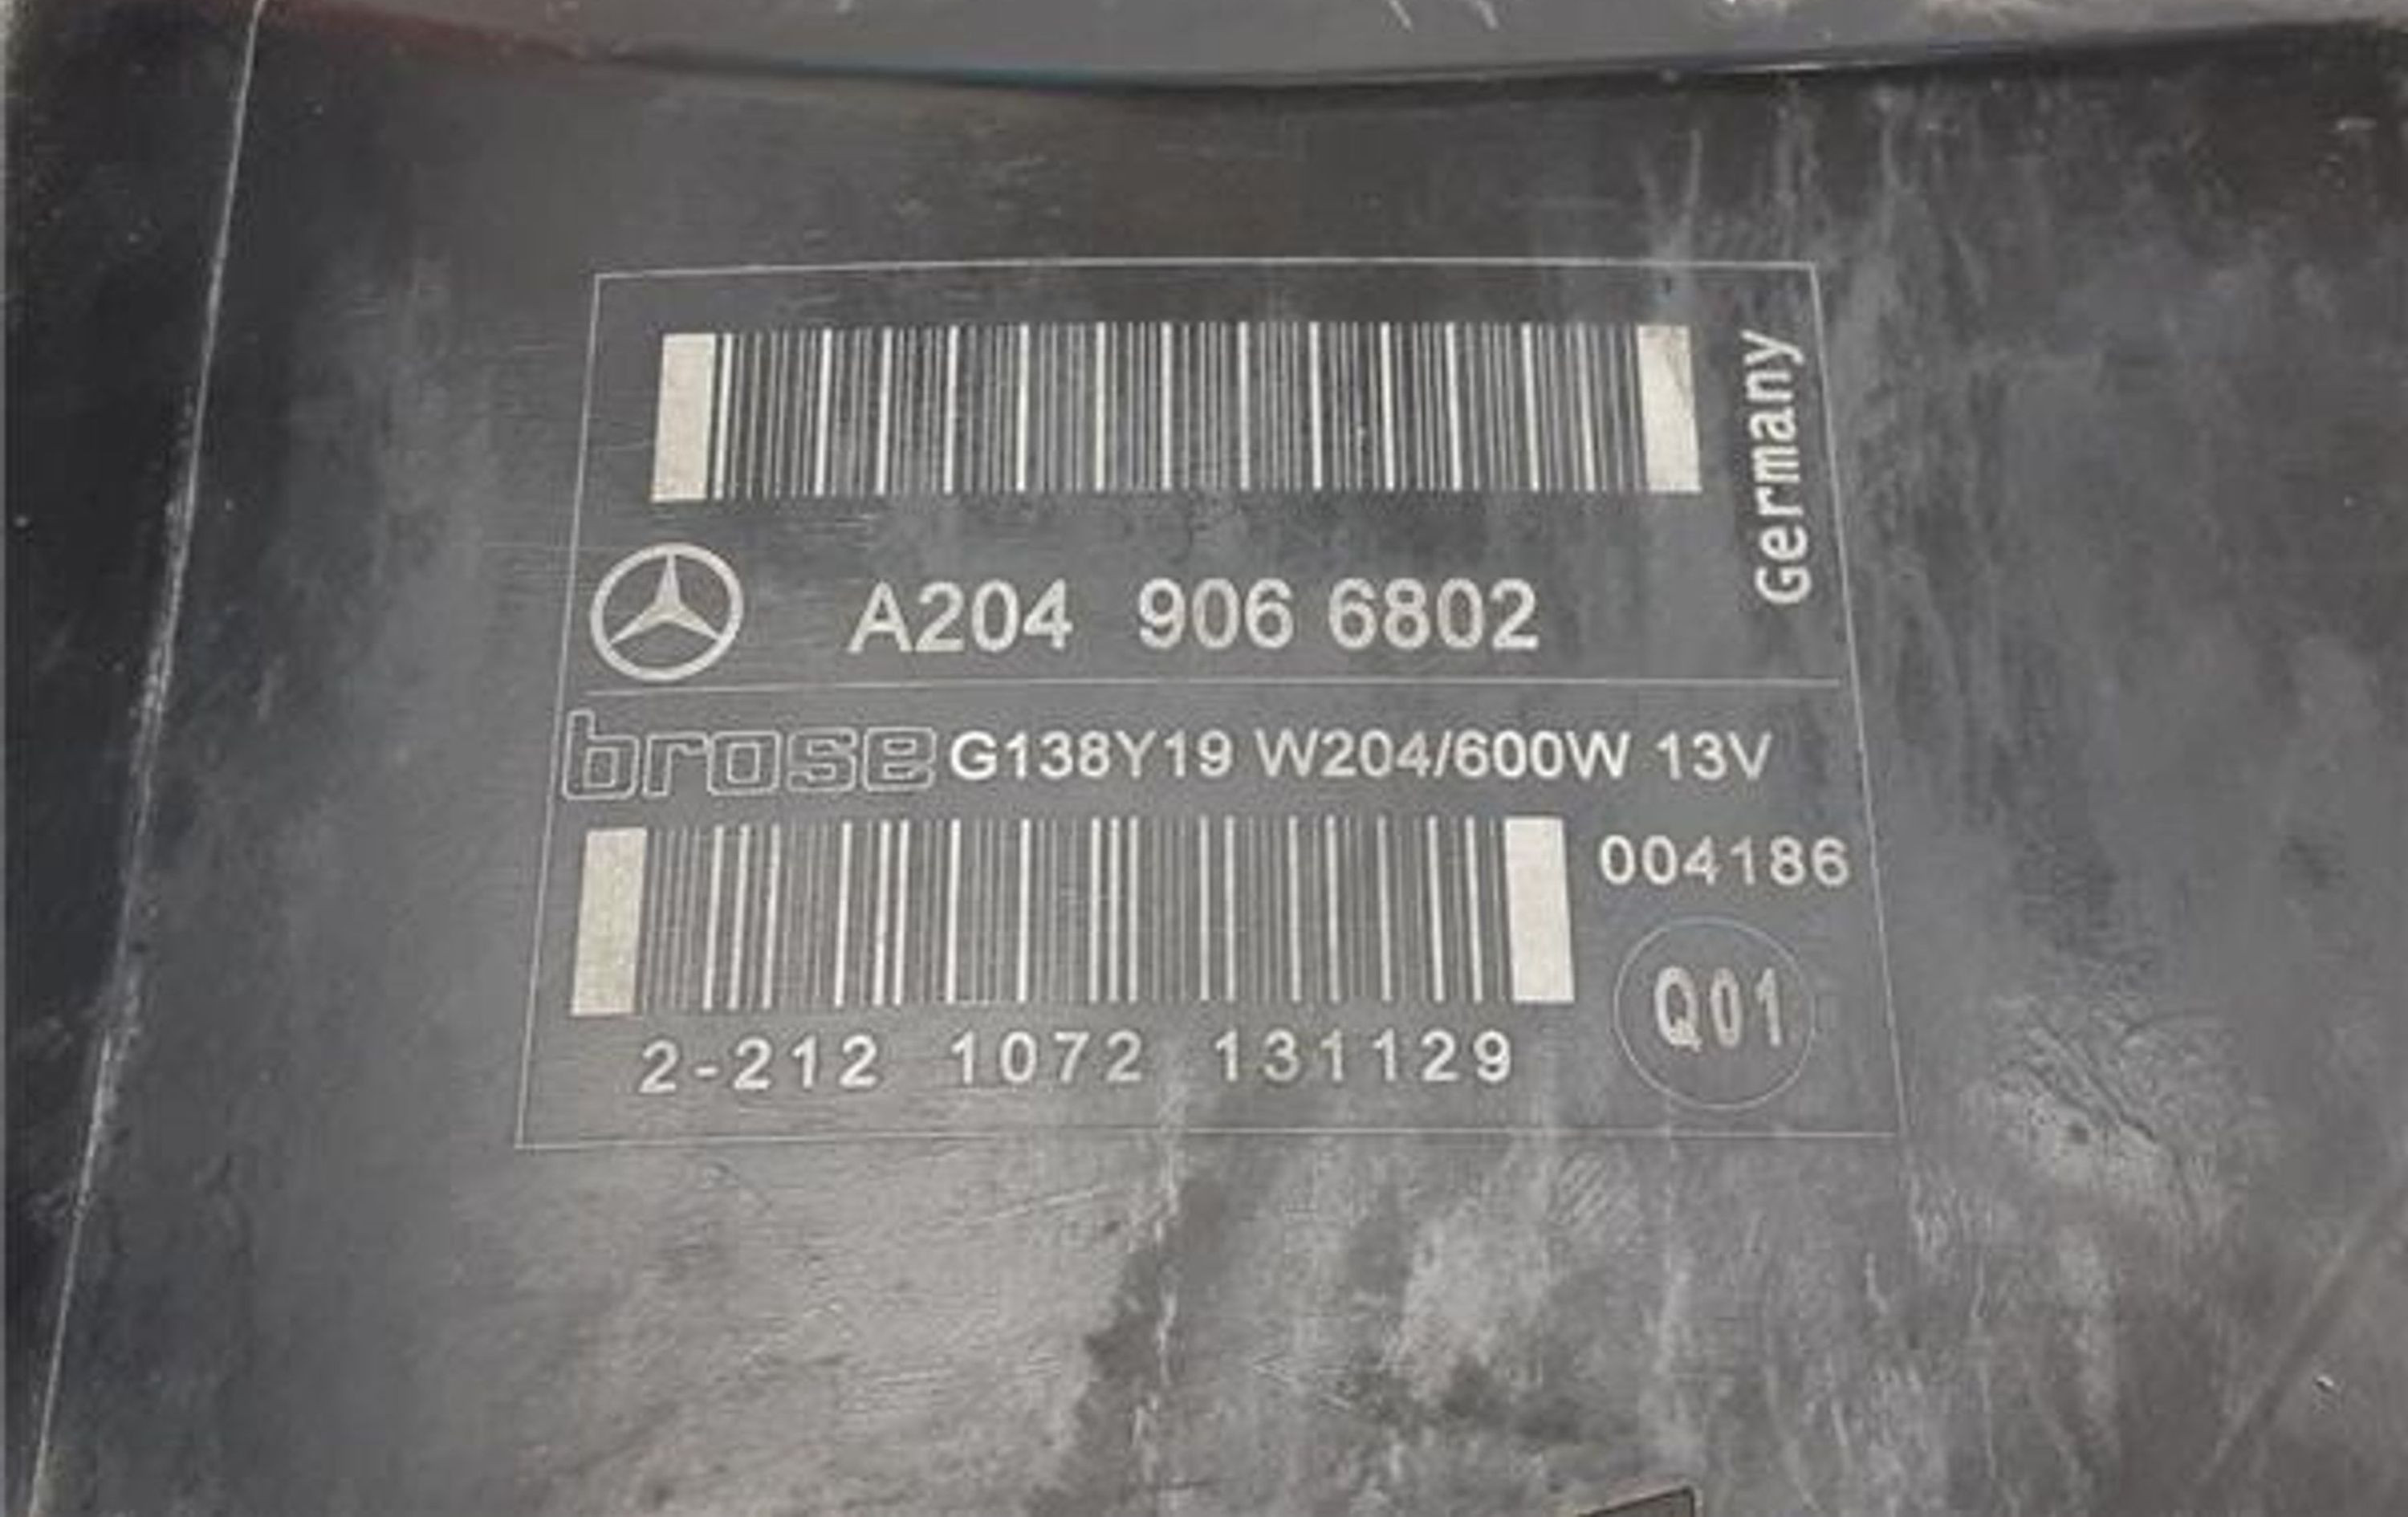 Germany
A204 906 6802
brose G138Y19 W204/600W 13V
004186
Q01
2-212 1072 131129